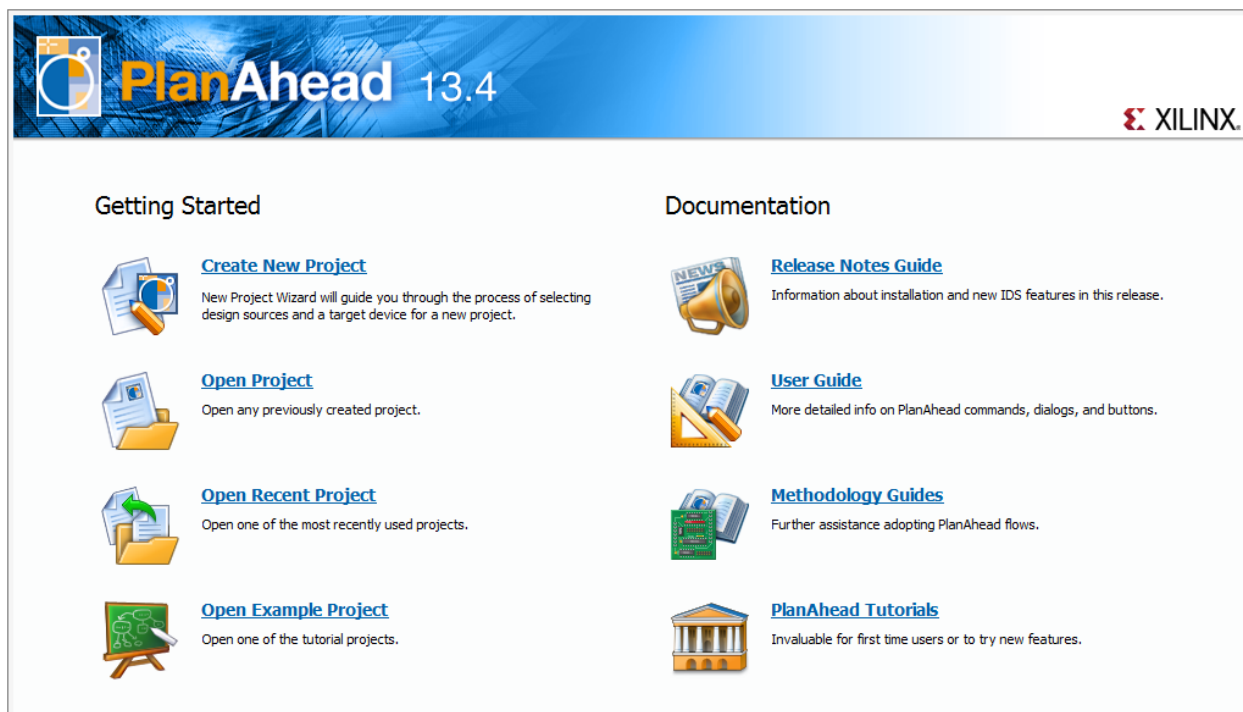 PlanAhead 13.4
XILINX.
Getting Started
Create New Project
New Project Wizard will guide you through the process of selecting
design sources and a target device for a new project.
Open Project
Open any previously created project.
Open Recent Project
Open one of the most recently used projects.
Open Example Project
Open one of the tutorial projects.
Documentation
NEWS
Release Notes Guide
Information about installation and new IDS features in this release.
User Guide
More detailed info on PlanAhead commands, dialogs, and buttons.
Methodology Guides
Further assistance adopting PlanAhead flows.
PlanAhead Tutorials
Invaluable for first time users or to try new features.